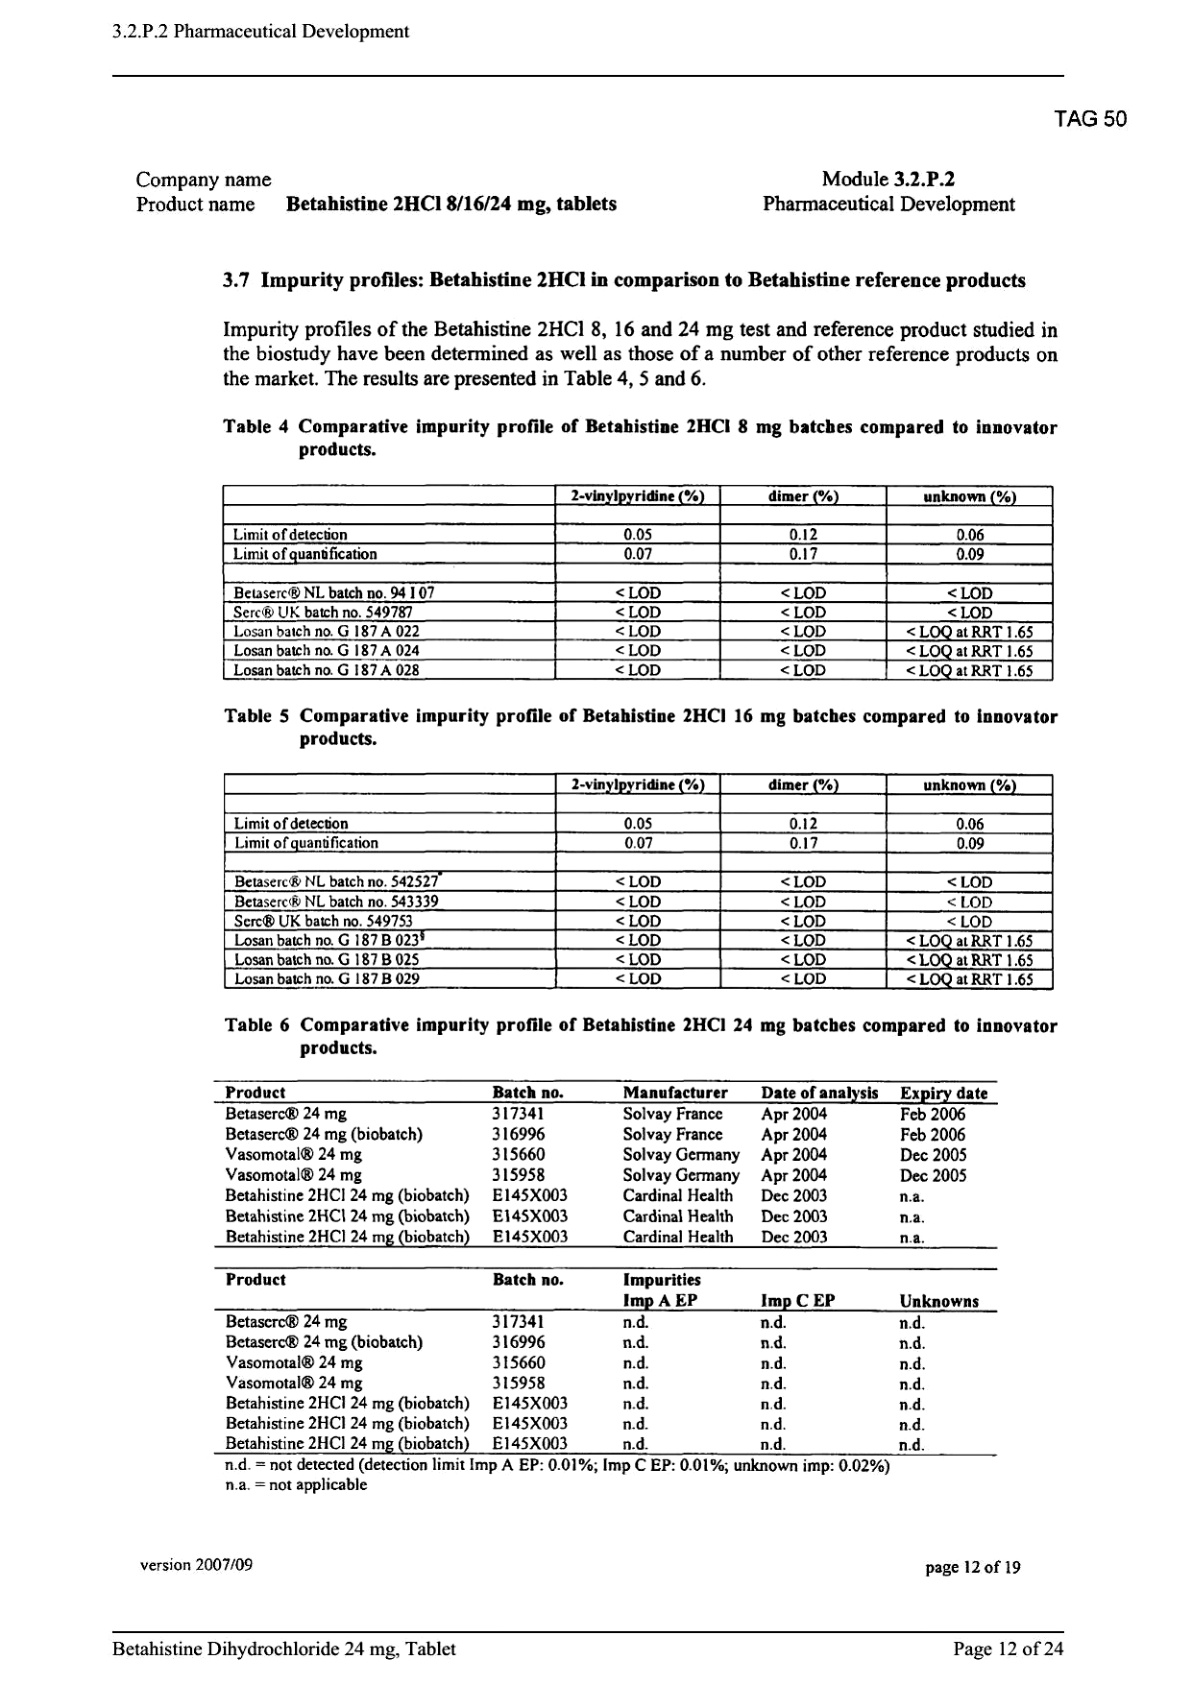 3.2.P.2 Pharmaceutical Development
TAG 50
Company name Module 3.2.P.2
Product name Betahistine 2HCl 8/16/24 mg, tablets Pharmaceutical Development
3.7 Impurity profiles: Betahistine 2HCl in comparison to Betahistine reference products
Impurity profiles of the Betahistine 2HCl 8, 16 and 24 mg test and reference product studied in
the biostudy have been determined as well as those of a number of other reference products on
the market. The results are presented in Table 4, 5 and 6.
Table 4 Comparative impurity profile of Betahistine 2HCl 8 mg batches compared to innovator
products.
2-vinylpyridine (%) dimer (%) unknown (%)
Limit of detection 0.05 0.12 0.06
Limit of quantification 0.07 0.17 0.09
Betaserc® NL batch no. 94107 < LOD < LOD < LOD
Serc® UK batch no. 549787 < LOD < LOD < LOD
Losan batch no. G 187 A 022 < LOD < LOD < LOQ at RRT 1.65
Losan batch no. G 187 A 024 < LOD < LOD < LOQ at RRT 1.65
Losan batch no. G 187 A 028 < LOD < LOD < LOQ at RRT 1.65
Table 5 Comparative impurity profile of Betahistine 2HCl 16 mg batches compared to innovator
products.
2-vinylpyridine (%) dimer (%) unknown (%)
Limit of detection 0.05 0.12 0.06
Limit of quantification 0.07 0.17 0.09
Betaserc® NL batch no. 542527* < LOD < LOD < LOD
Betaserc® NL batch no. 543339 < LOD < LOD < LOD
Serc® UK batch no. 549753 < LOD < LOD < LOD
Losan batch no. G 187 B 023§ < LOD < LOD < LOQ at RRT 1.65
Losan batch no. G 187 B 025 < LOD < LOD < LOQ at RRT 1.65
Losan batch no. G 187 B 029 < LOD < LOD < LOQ at RRT 1.65
Table 6 Comparative impurity profile of Betahistine 2HCl 24 mg batches compared to innovator
products.
Product Batch no. Manufacturer Date of analysis Expiry date
Betaserc® 24 mg 317341 Solvay France Apr 2004 Feb 2006
Betaserc® 24 mg (biobatch) 316996 Solvay France Apr 2004 Feb 2006
Vasomotal® 24 mg 315660 Solvay Germany Apr 2004 Dec 2005
Vasomotal® 24 mg 315958 Solvay Germany Apr 2004 Dec 2005
Betahistine 2HCl 24 mg (biobatch) E145X003 Cardinal Health Dec 2003 n.a.
Betahistine 2HCl 24 mg (biobatch) E145X003 Cardinal Health Dec 2003 n.a.
Betahistine 2HCl 24 mg (biobatch) E145X003 Cardinal Health Dec 2003 n.a.
Product Batch no. Impurities
Imp A EP Imp C EP Unknowns
Betaserc® 24 mg 317341 n.d. n.d. n.d.
Betaserc® 24 mg (biobatch) 316996 n.d. n.d. n.d.
Vasomotal® 24 mg 315660 n.d. n.d. n.d.
Vasomotal® 24 mg 315958 n.d. n.d. n.d.
Betahistine 2HCl 24 mg (biobatch) E145X003 n.d. n.d. n.d.
Betahistine 2HCl 24 mg (biobatch) E145X003 n.d. n.d. n.d.
Betahistine 2HCl 24 mg (biobatch) E145X003 n.d. n.d. n.d.
n.d. = not detected (detection limit Imp A EP: 0.01%; Imp C EP: 0.01%; unknown imp: 0.02%)
n.a. = not applicable
version 2007/09 page 12 of 19
Betahistine Dihydrochloride 24 mg, Tablet Page 12 of 24